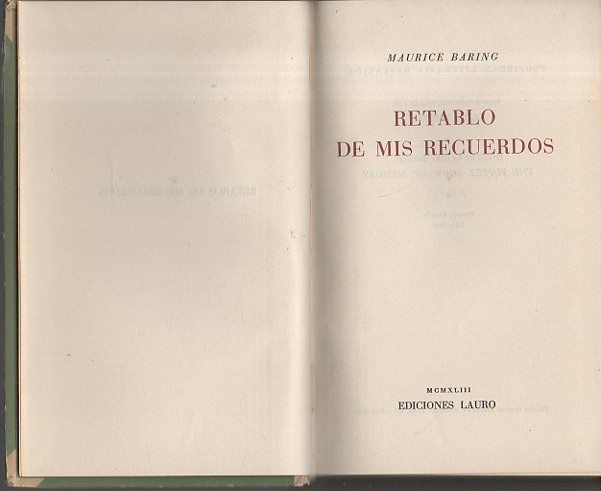 MAURICE BARING
RETABLO
DE MIS RECUERDOS
MCMXLIII
EDICIONES LAURO